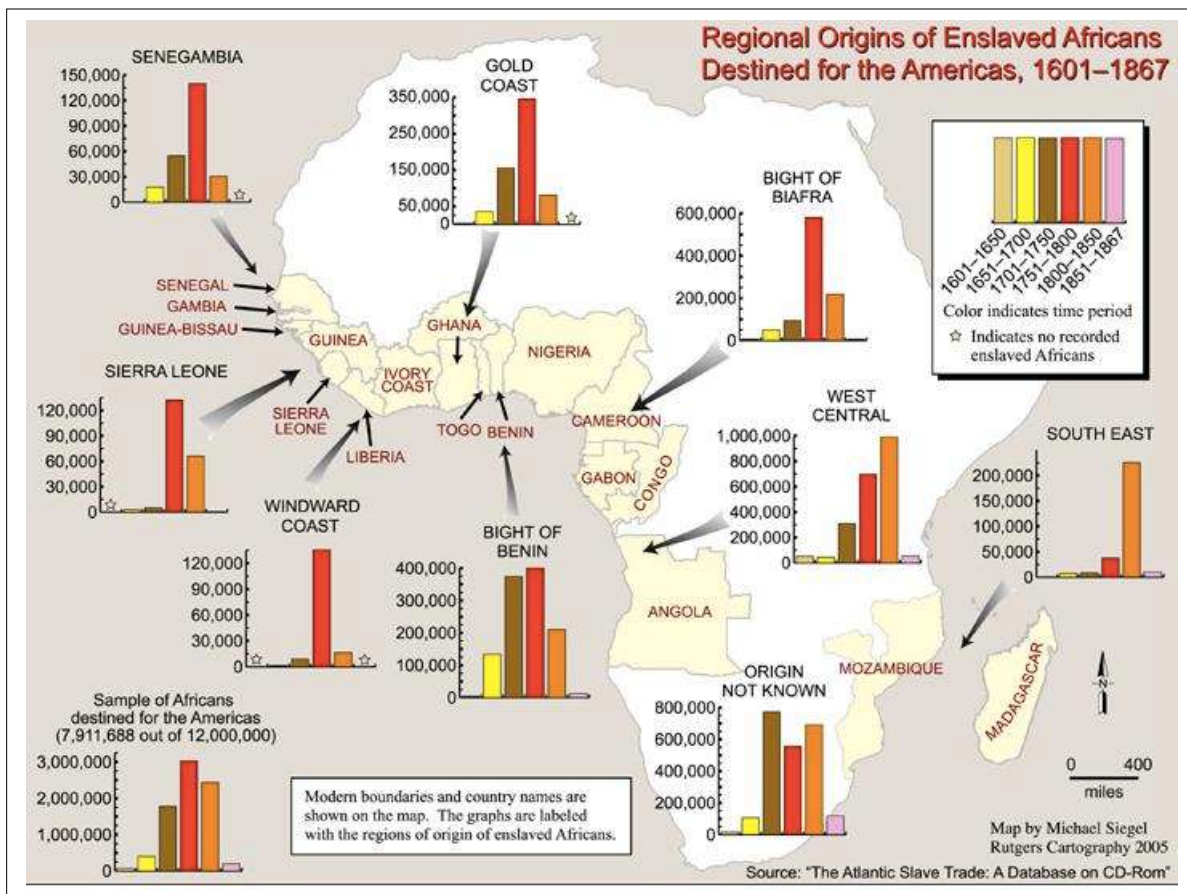 Regional Origins of Enslaved Africans
Destined for the Americas, 1601–1867
SENEGAMBIA
150,000
120,000
90,000
60,000
30,000
0
GOLD
COAST
350,000
250,000
150,000
50,000
0
BIGHT OF
BIAFRA
600,000
400,000
200,000
0
1601–1650
1651–1700
1701–1750
1751–1800
1800–1850
1851–1867
Color indicates time period
☆ Indicates no recorded
enslaved Africans
SENEGAL
GAMBIA
GUINEA-BISSAU
GUINEA
SIERRA
LEONE
LIBERIA
IVORY
COAST
GHANA
TOGO
BENIN
NIGERIA
CAMEROON
GABON
CONGO
ANGOLA
MOZAMBIQUE
MADAGASCAR
SIERRA LEONE
120,000
90,000
60,000
30,000
0
WINDWARD
COAST
120,000
90,000
60,000
30,000
0
BIGHT OF
BENIN
400,000
300,000
200,000
100,000
0
WEST
CENTRAL
1,000,000
800,000
600,000
400,000
200,000
0
SOUTH EAST
200,000
150,000
100,000
50,000
0
ORIGIN
NOT KNOWN
800,000
600,000
400,000
200,000
0
Sample of Africans
destined for the Americas
(7,911,688 out of 12,000,000)
3,000,000
2,000,000
1,000,000
0
Modern boundaries and country names are
shown on the map. The graphs are labeled
with the regions of origin of enslaved Africans.
N
0 400
miles
Map by Michael Siegel
Rutgers Cartography 2005
Source: "The Atlantic Slave Trade: A Database on CD-Rom"